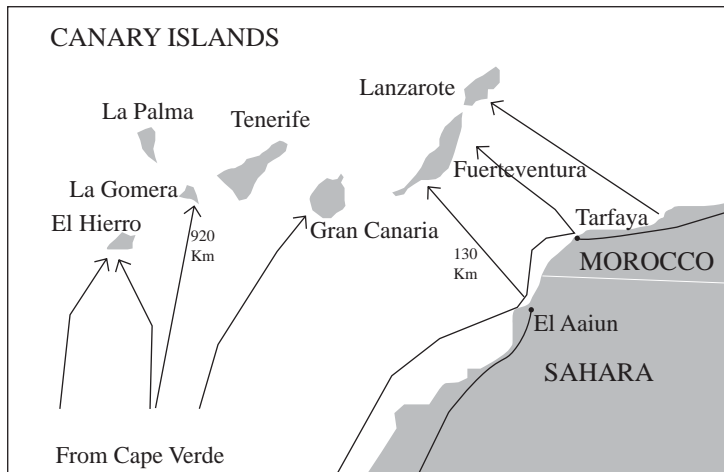 CANARY ISLANDS
Lanzarote
La Palma
Tenerife
Fuerteventura
La Gomera
El Hierro
Tarfaya
Gran Canaria
920
Km
130
Km
MOROCCO
El Aaiun
SAHARA
From Cape Verde